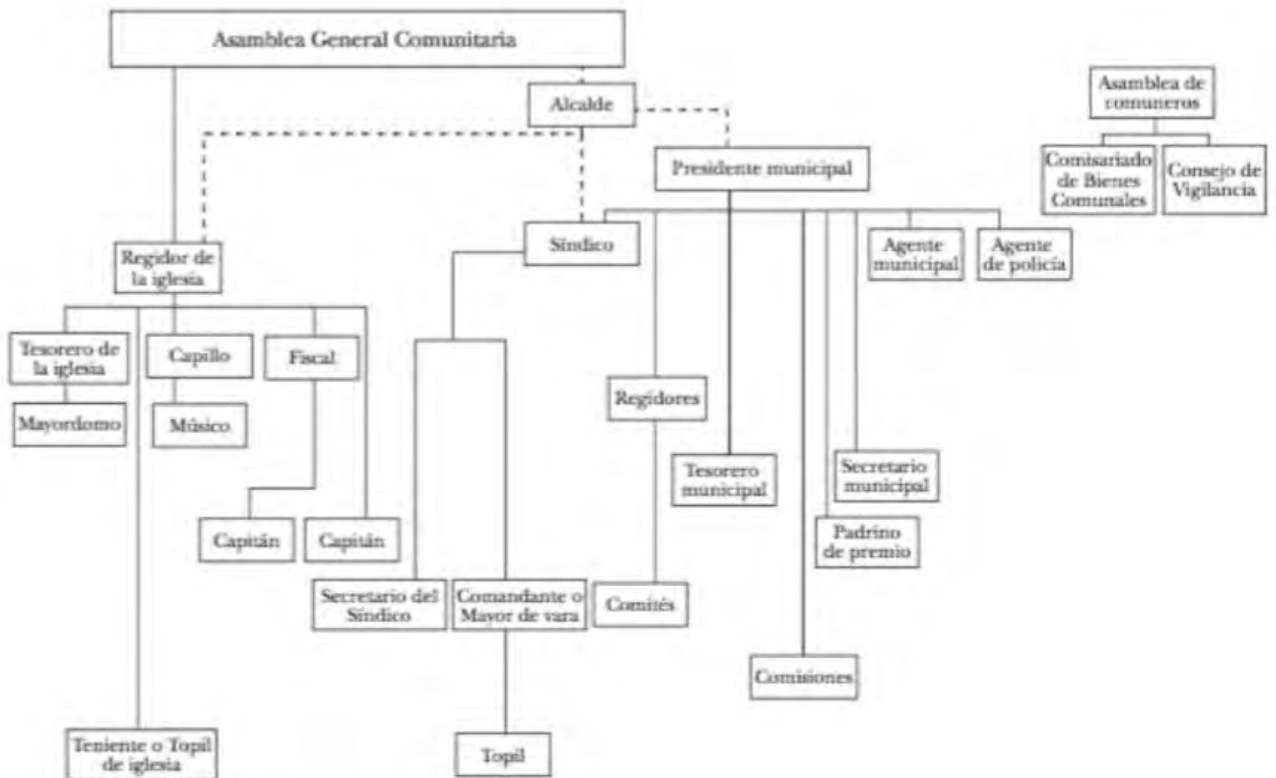 Asamblea General Comunitaria
Alcalde
Asamblea de
comuneros
Presidente municipal
Comisariado
de Bienes
Comunales
Consejo de
Vigilancia
Síndico
Agente
municipal
Agente
de policía
Regidor de
la iglesia
Tesorero de
la iglesia
Capillo
Fiscal
Mayordomo
Músico
Regidores
Tesorero
municipal
Secretario
municipal
Capitán
Capitán
Padrino
de premio
Secretario del
Síndico
Comandante o
Mayor de vara
Comités
Comisiones
Teniente o Topil
de iglesia
Topil